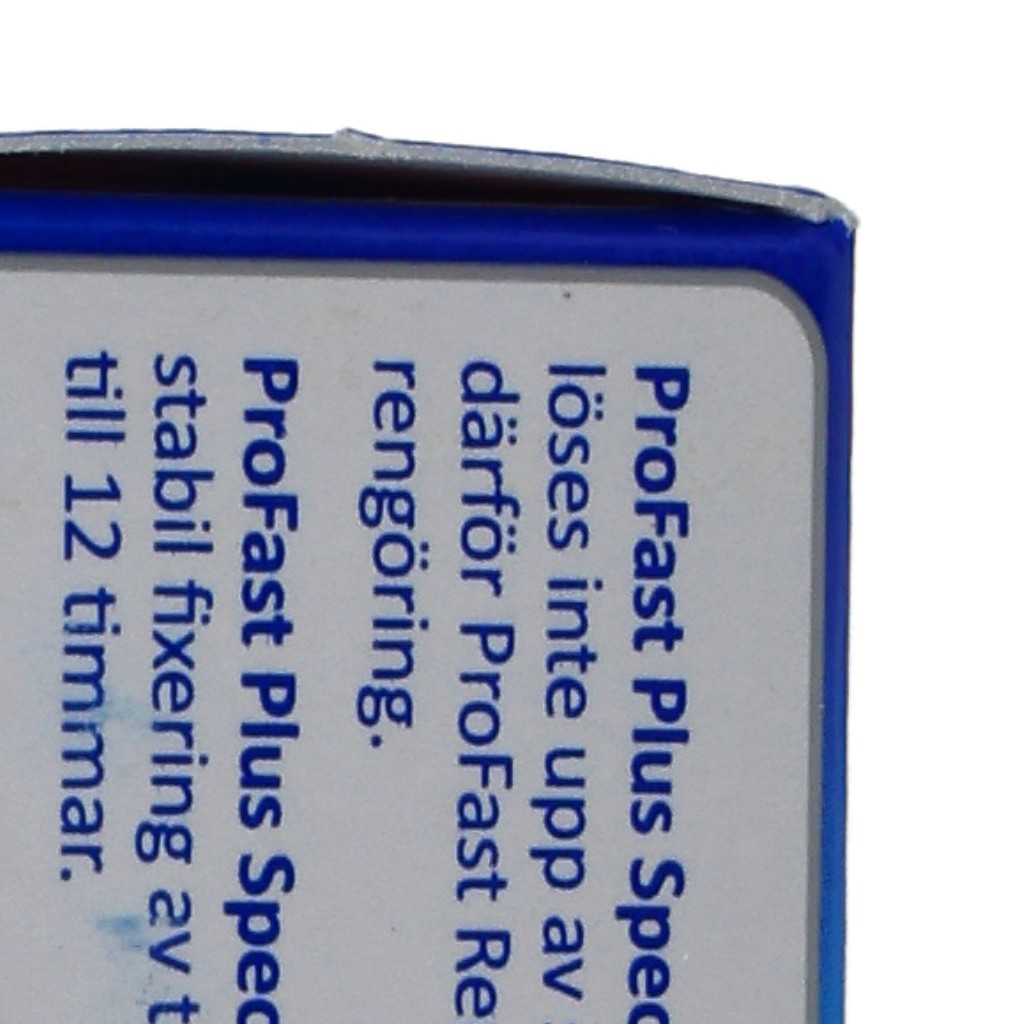 ProFast Plus Spec
löses inte upp av
därför ProFast Re
rengöring.
ProFast Plus Spec
stabil fixering av t
till 12 timmar.